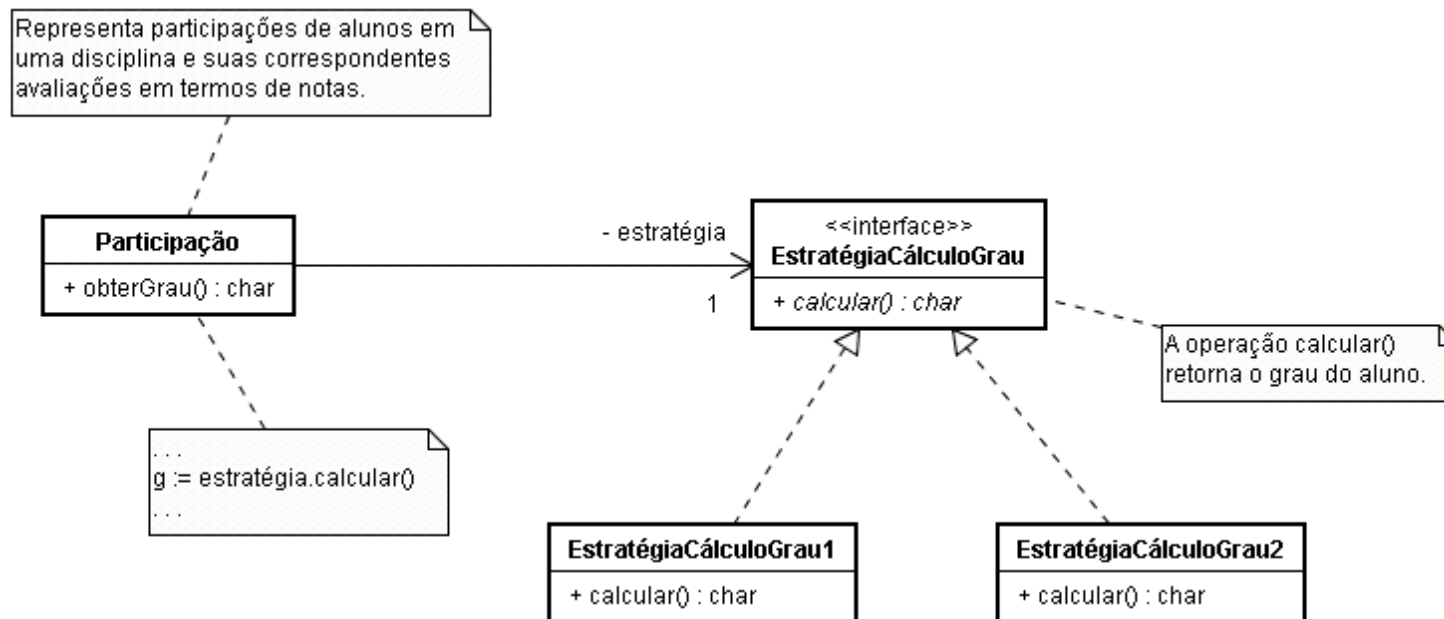 Representa participações de alunos em
uma disciplina e suas correspondentes
avaliações em termos de notas.
Participação
+ obterGrau() : char
- estratégia
1
<<interface>>
EstratégiaCálculoGrau
+ calcular() : char
A operação calcular()
retorna o grau do aluno.
. . .
g := estratégia.calcular()
. . .
EstratégiaCálculoGrau1
+ calcular() : char
EstratégiaCálculoGrau2
+ calcular() : char